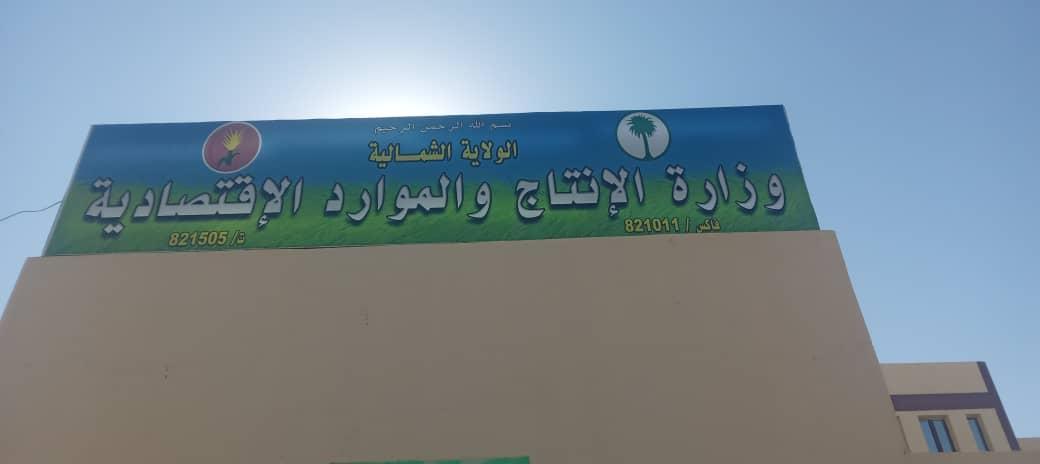 بسم الله الرحمن الرحيم
الولاية الشمالية
وزارة الإنتاج والموارد الإقتصادية
فاكس / 821011
ت/ 821505